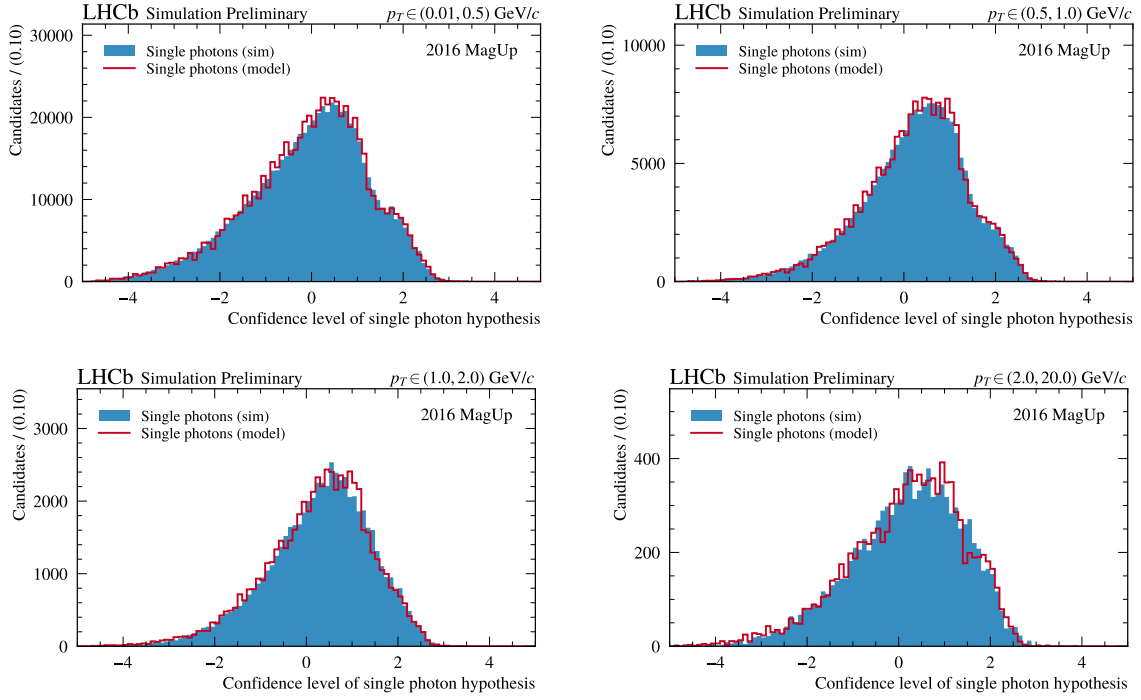 LHCb Simulation Preliminary p_T ∈ (0.01, 0.5) GeV/c
30000
20000
10000
0
Candidates / (0.10)
Single photons (sim)
Single photons (model)
2016 MagUp
−4 −2 0 2 4
Confidence level of single photon hypothesis
LHCb Simulation Preliminary p_T ∈ (0.5, 1.0) GeV/c
10000
5000
0
Candidates / (0.10)
Single photons (sim)
Single photons (model)
2016 MagUp
−4 −2 0 2 4
Confidence level of single photon hypothesis
LHCb Simulation Preliminary p_T ∈ (1.0, 2.0) GeV/c
3000
2000
1000
0
Candidates / (0.10)
Single photons (sim)
Single photons (model)
2016 MagUp
−4 −2 0 2 4
Confidence level of single photon hypothesis
LHCb Simulation Preliminary p_T ∈ (2.0, 20.0) GeV/c
400
200
0
Candidates / (0.10)
Single photons (sim)
Single photons (model)
2016 MagUp
−4 −2 0 2 4
Confidence level of single photon hypothesis